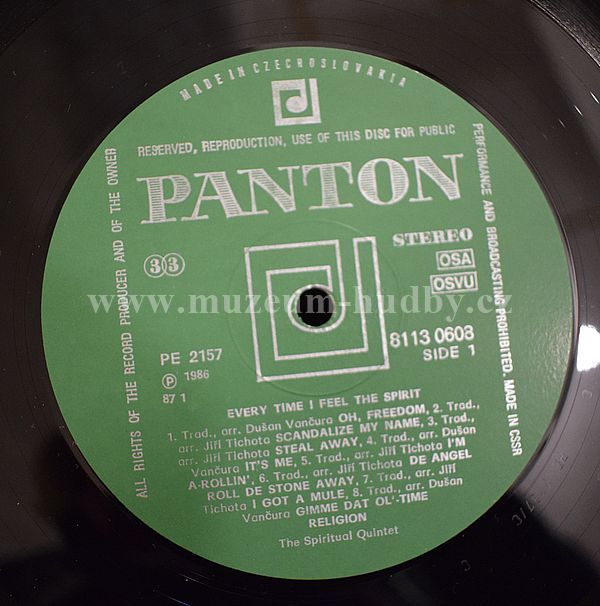 MADE IN CZECHOSLOVAKIA
RESERVED, REPRODUCTION, USE OF THIS DISC FOR PUBLIC
PERFORMANCE AND BROADCASTING PROHIBITED. MADE IN CSSR
ALL RIGHTS OF THE RECORD PRODUCER AND OF THE OWNER
PANTON
STEREO
33
OSA
OSVU
www.muzeum-hudby.cz
PE 2157
8113 0608
SIDE 1
℗ 1986
87 1
EVERY TIME I FEEL THE SPIRIT
1. Trad., arr. Dušan Vančura OH, FREEDOM, 2. Trad.,
arr. Jiří Tichota SCANDALIZE MY NAME, 3. Trad.,
arr. Jiří Tichota STEAL AWAY, 4. Trad., arr. Dušan
Vančura IT'S ME, 5. Trad., arr. Jiří Tichota I'M
A-ROLLIN', 6. Trad., arr. Jiří Tichota DE ANGEL
ROLL DE STONE AWAY, 7. Trad., arr. Jiří
Tichota I GOT A MULE, 8. Trad., arr. Dušan
Vančura GIMME DAT OL'-TIME
RELIGION
The Spiritual Quintet